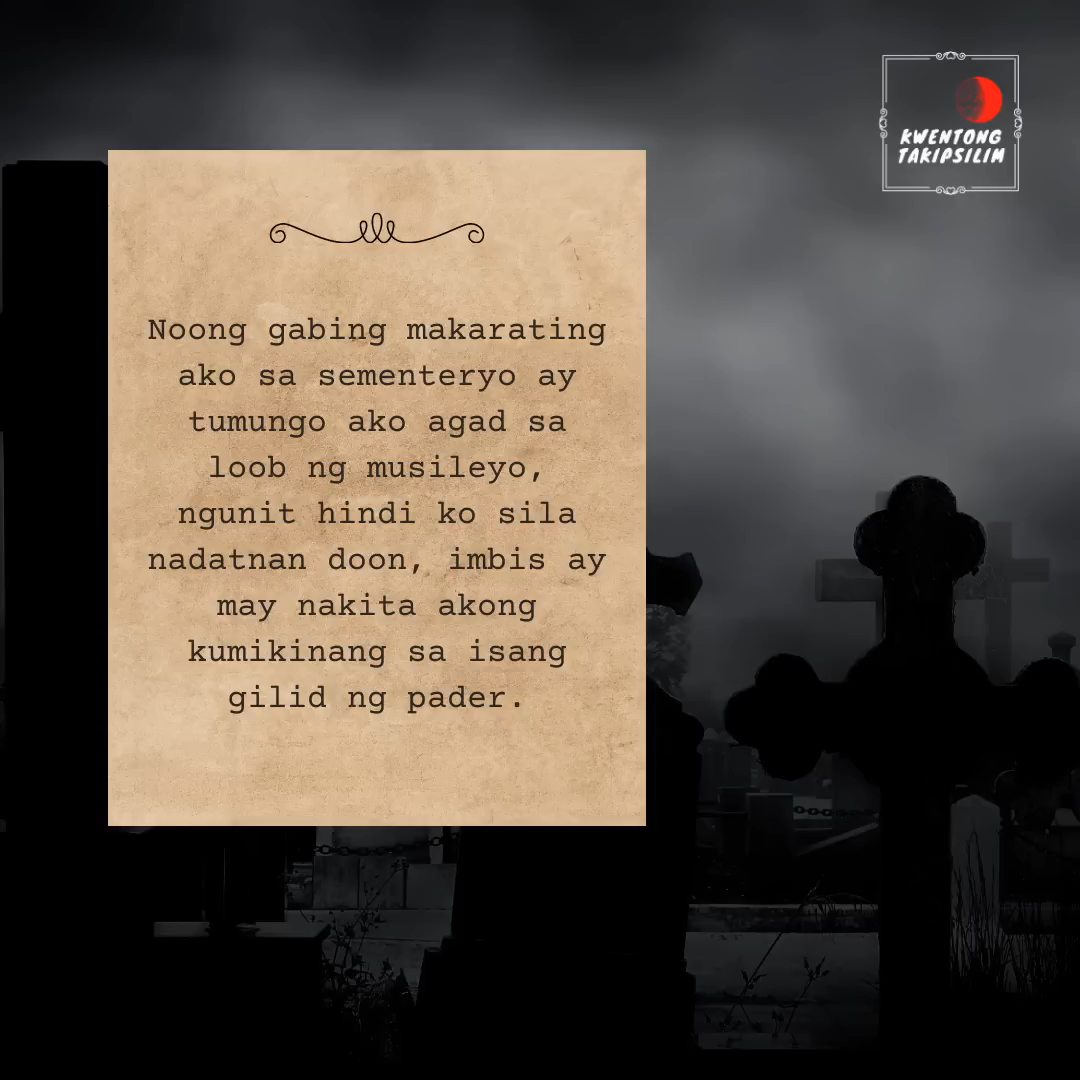 KWENTONG
TAKIPSILIM
Noong gabing makarating
ako sa sementeryo ay
tumungo ako agad sa
loob ng musileyo,
ngunit hindi ko sila
nadatnan doon, imbis ay
may nakita akong
kumikinang sa isang
gilid ng pader.